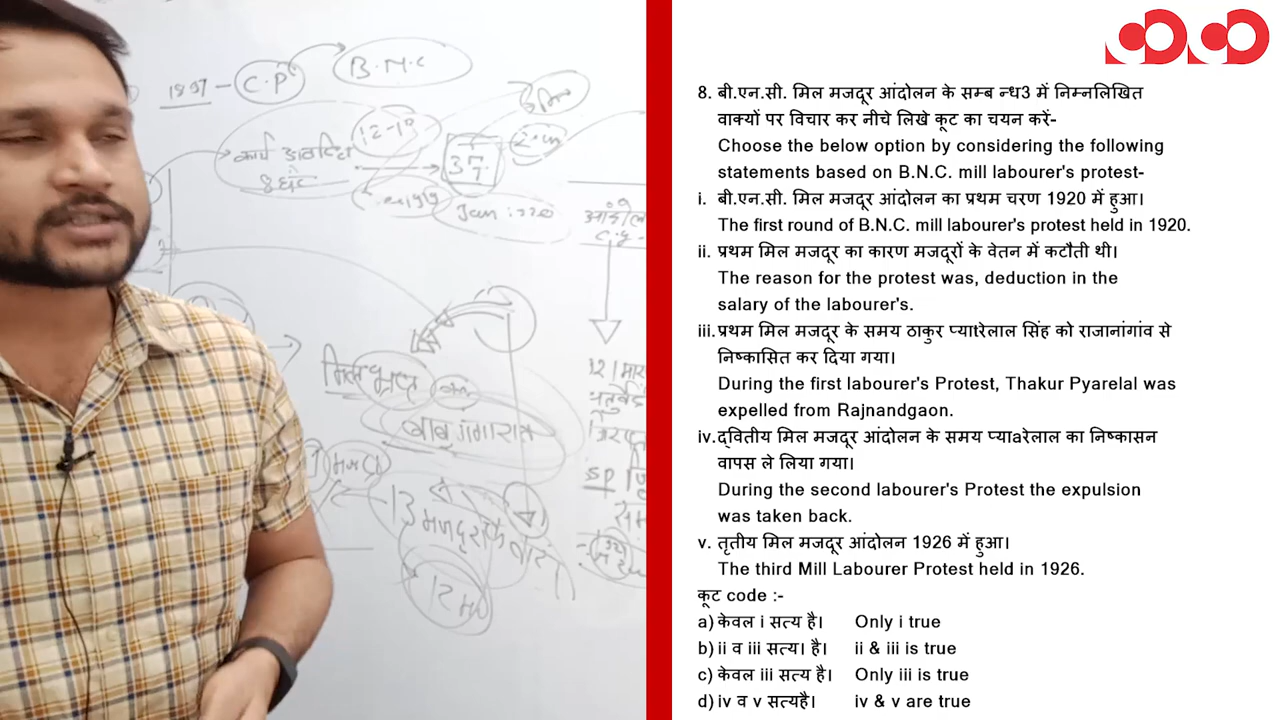 1897 - C.P
B.N.C
12-10
कार्य अवधि
8 घंटे
37
Jan 1920
C.G.
बाबू गंगाराम
13 मजदूरों के बाद
8. बी.एन.सी. मिल मजदूर आंदोलन के सम्ब न्ध3 में निम्नलिखित
वाक्यों पर विचार कर नीचे लिखे कूट का चयन करें-
Choose the below option by considering the following
statements based on B.N.C. mill labourer's protest-
i. बी.एन.सी. मिल मजदूर आंदोलन का प्रथम चरण 1920 में हुआ।
The first round of B.N.C. mill labourer's protest held in 1920.
ii. प्रथम मिल मजदूर का कारण मजदूरों के वेतन में कटौती थी।
The reason for the protest was, deduction in the
salary of the labourer's.
iii. प्रथम मिल मजदूर के समय ठाकुर प्याtरेलाल सिंह को राजानांगांव से
निष्कासित कर दिया गया।
During the first labourer's Protest, Thakur Pyarelal was
expelled from Rajnandgaon.
iv. द्वितीय मिल मजदूर आंदोलन के समय प्याaरेलाल का निष्कासन
वापस ले लिया गया।
During the second labourer's Protest the expulsion
was taken back.
v. तृतीय मिल मजदूर आंदोलन 1926 में हुआ।
The third Mill Labourer Protest held in 1926.
कूट code :-
a) केवल i सत्य है। Only i true
b) ii व iii सत्य। है। ii & iii is true
c) केवल iii सत्य है। Only iii is true
d) iv व v सत्यहै। iv & v are true